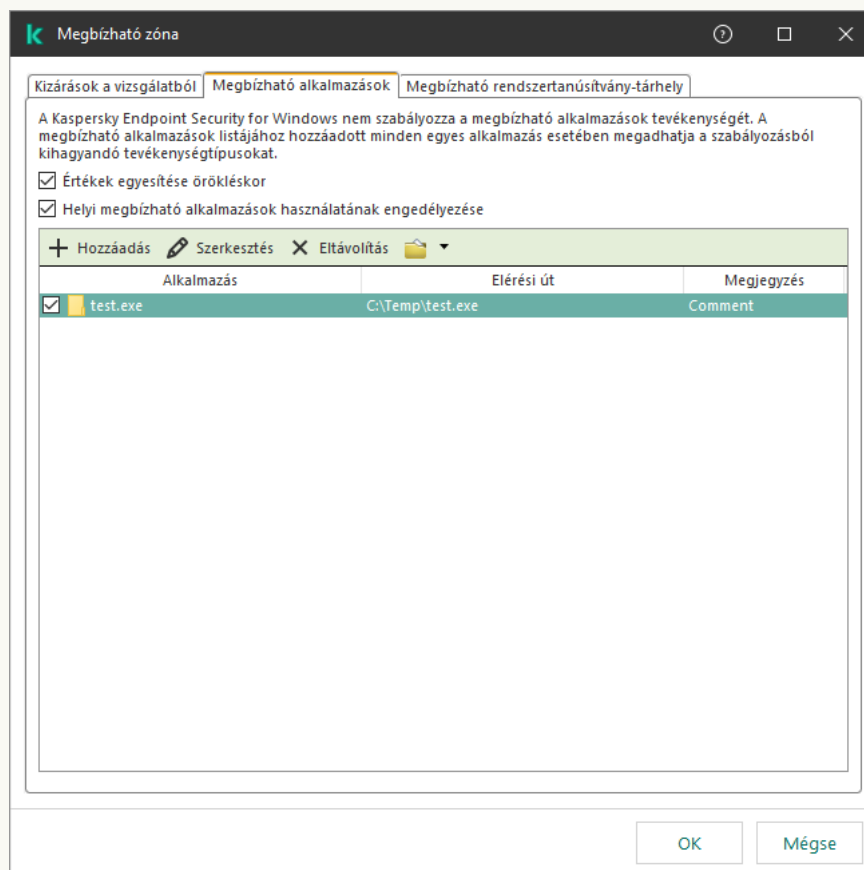 Megbízható zóna
Kizárások a vizsgálatból Megbízható alkalmazások Megbízható rendszertanúsítvány-tárhely
A Kaspersky Endpoint Security for Windows nem szabályozza a megbízható alkalmazások tevékenységét. A
megbízható alkalmazások listájához hozzáadott minden egyes alkalmazás esetében megadhatja a szabályozásból
kihagyandó tevékenységtípusokat.
Értékek egyesítése örökléskor
Helyi megbízható alkalmazások használatának engedélyezése
Hozzáadás Szerkesztés Eltávolítás
Alkalmazás Elérési út Megjegyzés
test.exe C:\Temp\test.exe Comment
OK Mégse